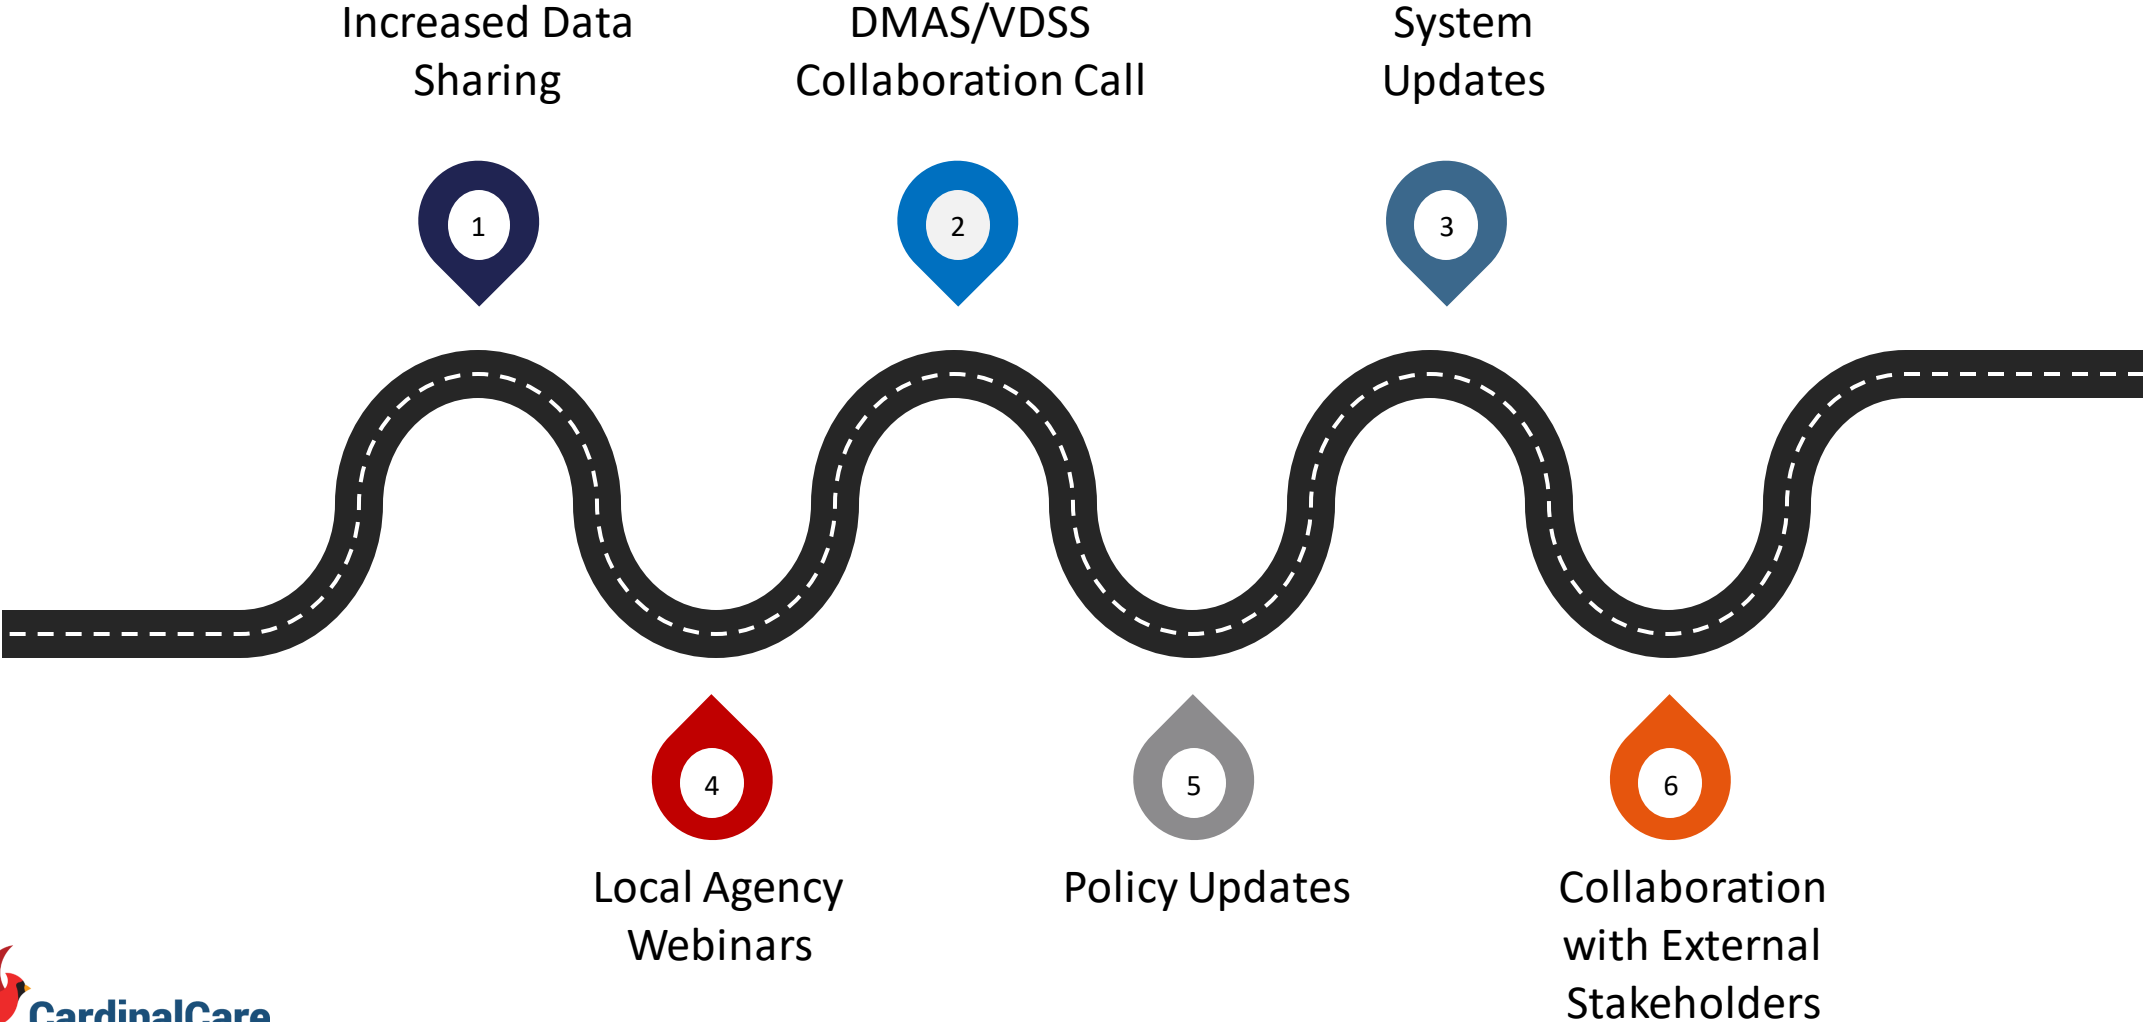 Increased Data
Sharing
DMAS/VDSS
Collaboration Call
System
Updates
1
2
3
4
5
6
Local Agency
Webinars
Policy Updates
Collaboration
with External
Stakeholders
CardinalCare